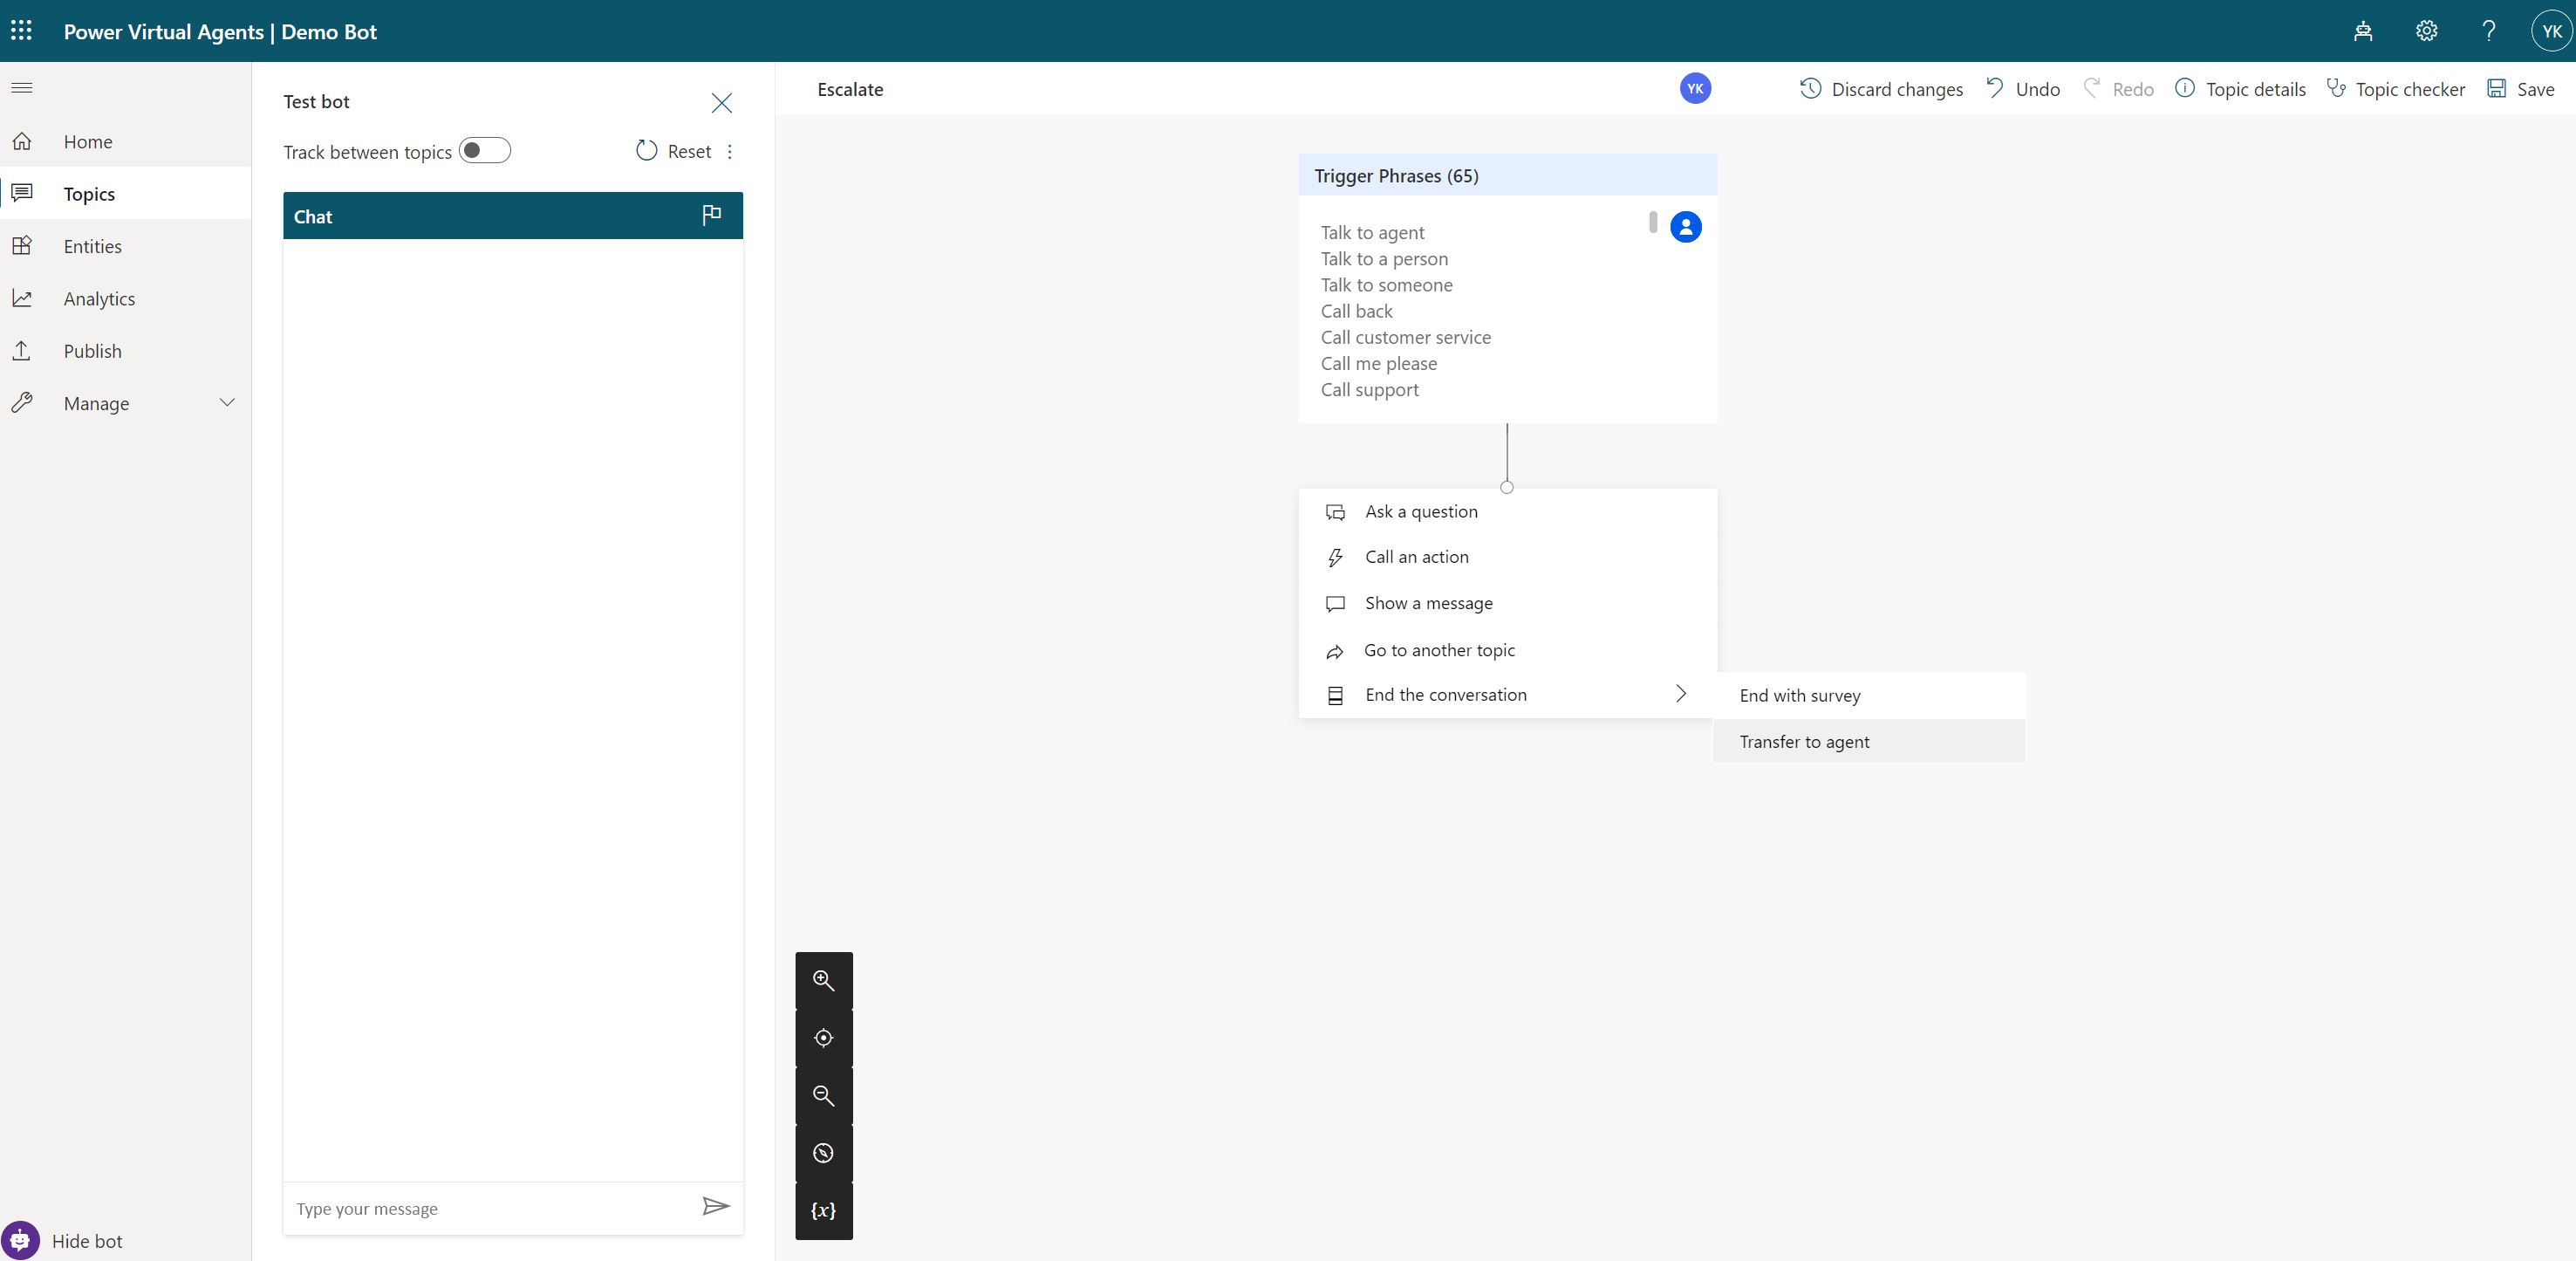 Power Virtual Agents | Demo Bot
YK
Home
Topics
Entities
Analytics
Publish
Manage
Hide bot
Test bot
Track between topics
Reset
Chat
Type your message
Escalate
YK
Discard changes
Undo
Redo
Topic details
Topic checker
Save
Trigger Phrases (65)
Talk to agent
Talk to a person
Talk to someone
Call back
Call customer service
Call me please
Call support
Ask a question
Call an action
Show a message
Go to another topic
End the conversation
End with survey
Transfer to agent
{x}